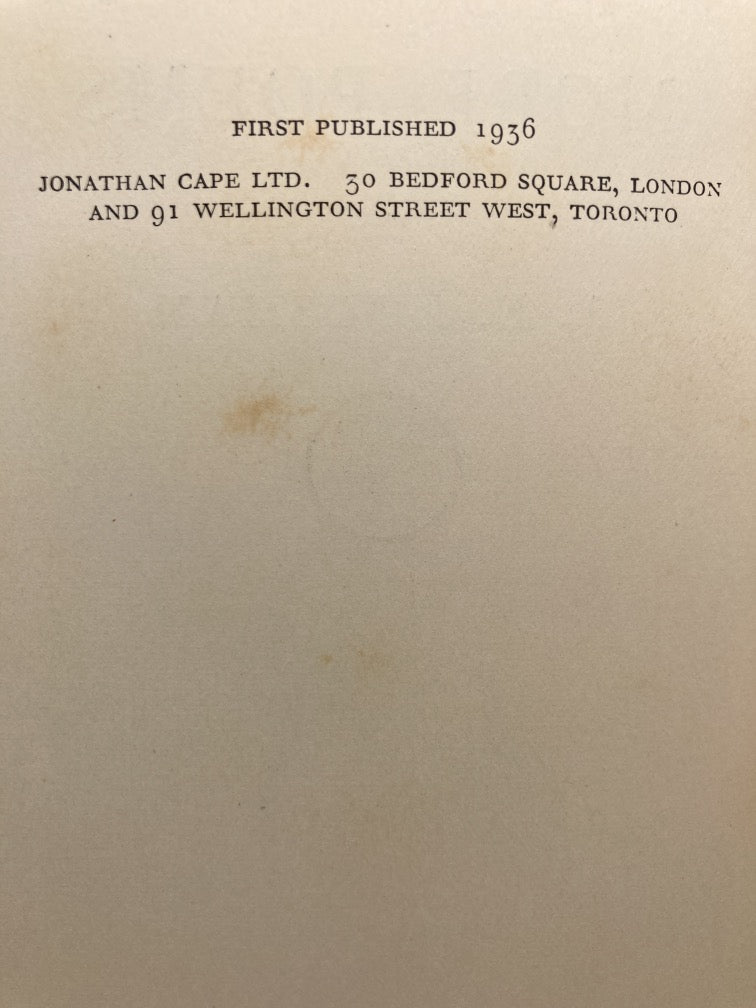 FIRST PUBLISHED 1936
JONATHAN CAPE LTD. 30 BEDFORD SQUARE, LONDON
AND 91 WELLINGTON STREET WEST, TORONTO